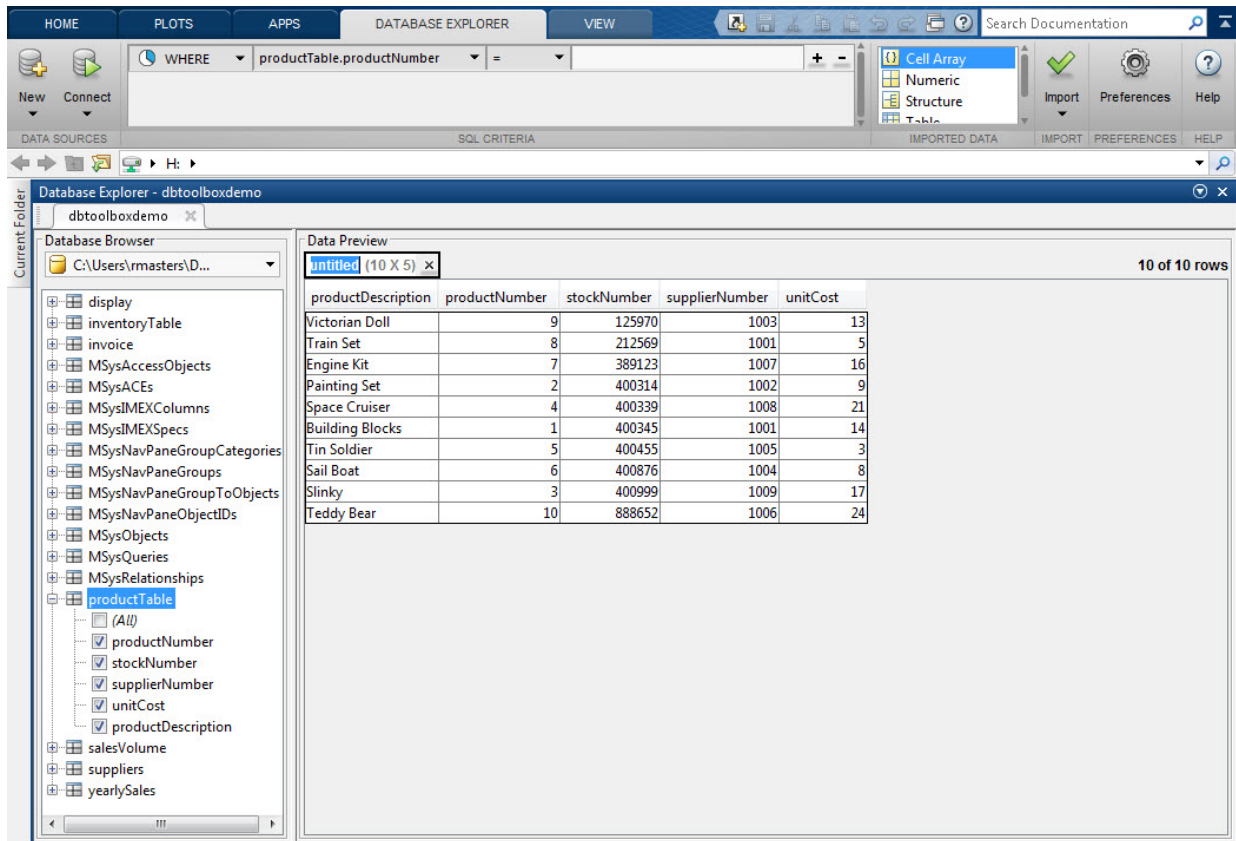 HOME PLOTS APPS DATABASE EXPLORER VIEW Search Documentation
WHERE productTable.productNumber = + -
New Connect
Cell Array
Numeric
Structure
Table
Import Preferences Help
DATA SOURCES SQL CRITERIA IMPORTED DATA IMPORT PREFERENCES HELP
H:
Current Folder
Database Explorer - dbtoolboxdemo
dbtoolboxdemo
Database Browser
C:\Users\rmasters\D...
display
inventoryTable
invoice
MSysAccessObjects
MSysACEs
MSysIMEXColumns
MSysIMEXSpecs
MSysNavPaneGroupCategories
MSysNavPaneGroups
MSysNavPaneGroupToObjects
MSysNavPaneObjectIDs
MSysObjects
MSysQueries
MSysRelationships
productTable
(All)
productNumber
stockNumber
supplierNumber
unitCost
productDescription
salesVolume
suppliers
yearlySales
Data Preview
untitled (10 X 5) 10 of 10 rows
productDescription productNumber stockNumber supplierNumber unitCost
Victorian Doll 9 125970 1003 13
Train Set 8 212569 1001 5
Engine Kit 7 389123 1007 16
Painting Set 2 400314 1002 9
Space Cruiser 4 400339 1008 21
Building Blocks 1 400345 1001 14
Tin Soldier 5 400455 1005 3
Sail Boat 6 400876 1004 8
Slinky 3 400999 1009 17
Teddy Bear 10 888652 1006 24